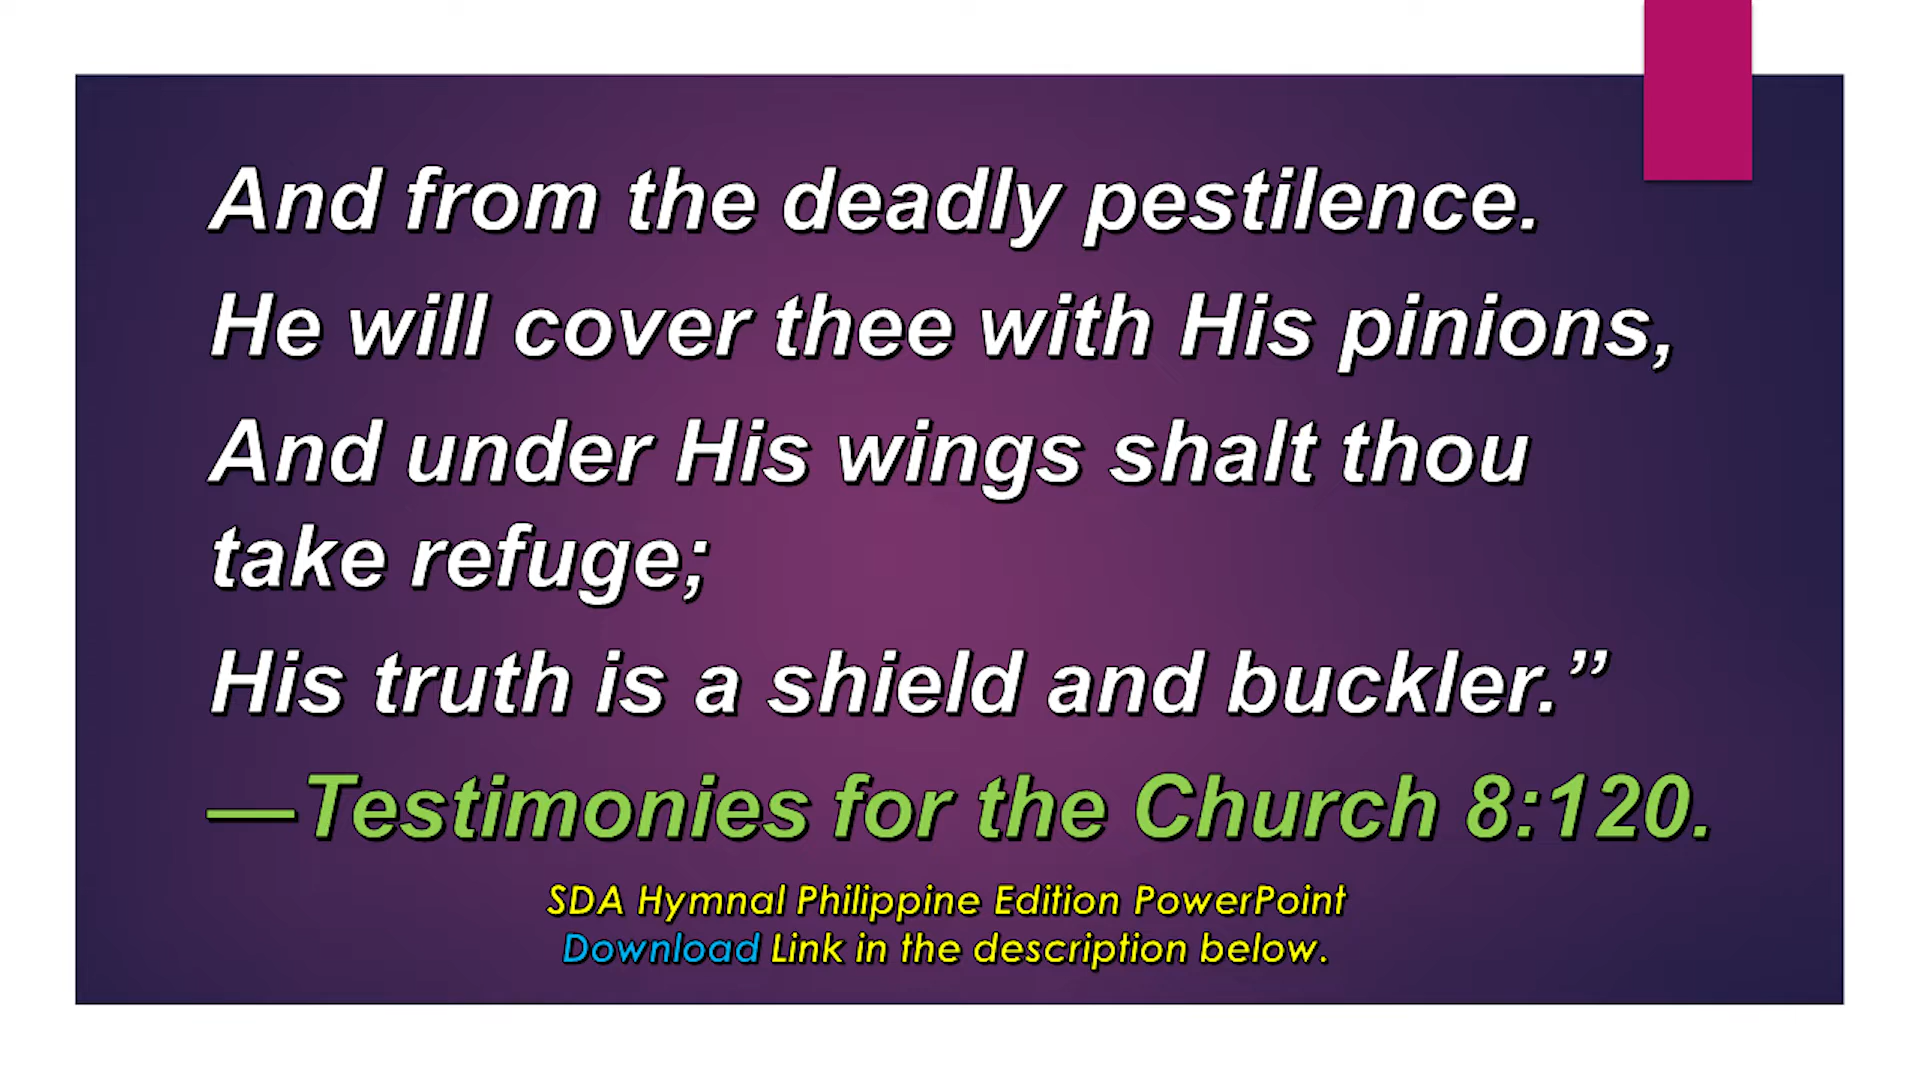 And from the deadly pestilence.
He will cover thee with His pinions,
And under His wings shalt thou
take refuge;
His truth is a shield and buckler.”
—Testimonies for the Church 8:120.
SDA Hymnal Philippine Edition PowerPoint
Download Link in the description below.